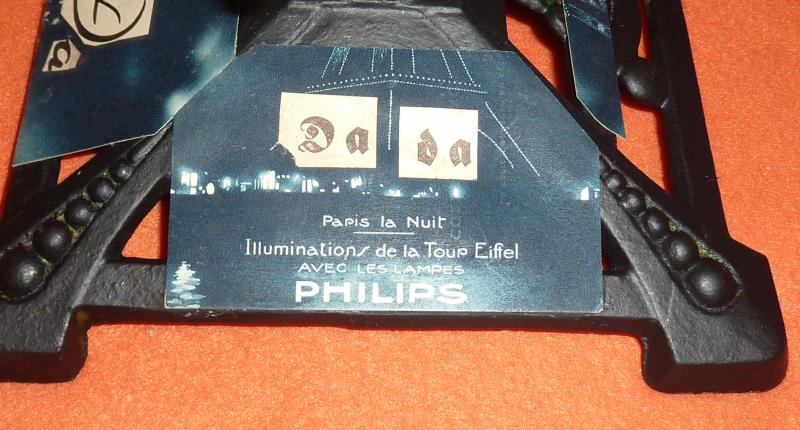 a
Da da
Paris la Nuit
Illuminations de la Tour Eiffel
AVEC LES LAMPES
PHILIPS